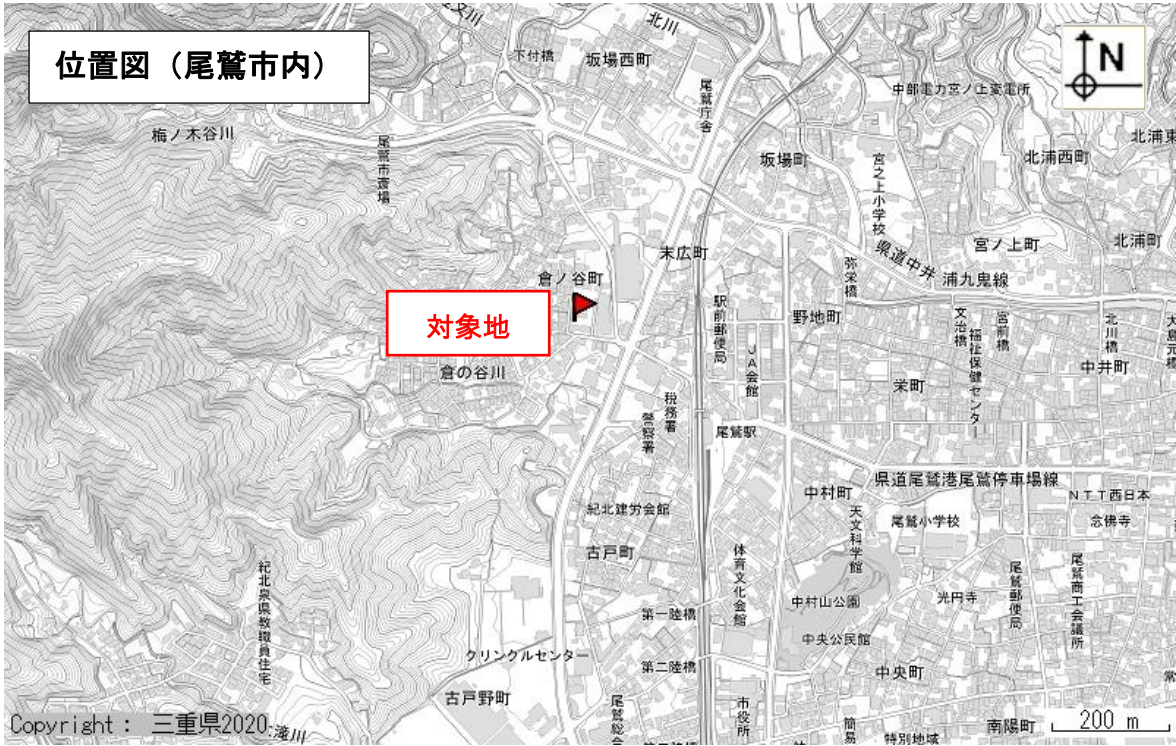 位置図（尾鷲市内）
北川
下付橋
坂場西町
尾鷲庁舎
N
中部電力宮ノ上変電所
梅ノ木谷川
尾鷲市斎場
坂場町
宮之上小学校
北浦西町
北浦東
末広町
県道中井浦九鬼線
宮ノ上町
北浦町
倉ノ谷町
弥栄橋
対象地
駅前郵便局
野地町
文治橋
宮前橋
北川橋
JA会館
福祉保健センター
中井町
倉の谷川
栄町
税務署
警察署
尾鷲駅
県道尾鷲港尾鷲停車場線
中村町
NTT西日本
紀北建労会館
天文科学館
尾鷲小学校
念佛寺
古戸町
体育文化会館
尾鷲郵便局
尾鷲商工会議所
紀北泉県教職員住宅
中村山公園
光円寺
第一陸橋
中央公民館
クリンクルセンター
第二陸橋
中央町
古戸野町
尾鷲総合
市役所
Copyright： 三重県2020
南陽町
200 m
特別地域